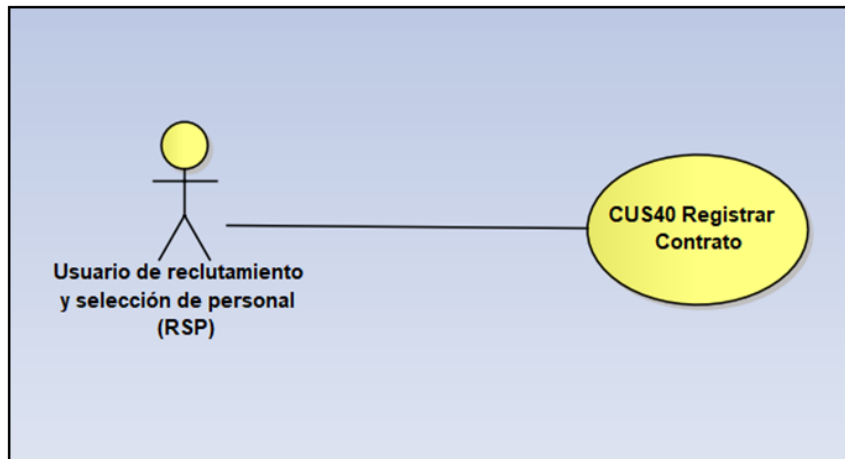 Usuario de reclutamiento
y selección de personal
(RSP)
CUS40 Registrar
Contrato